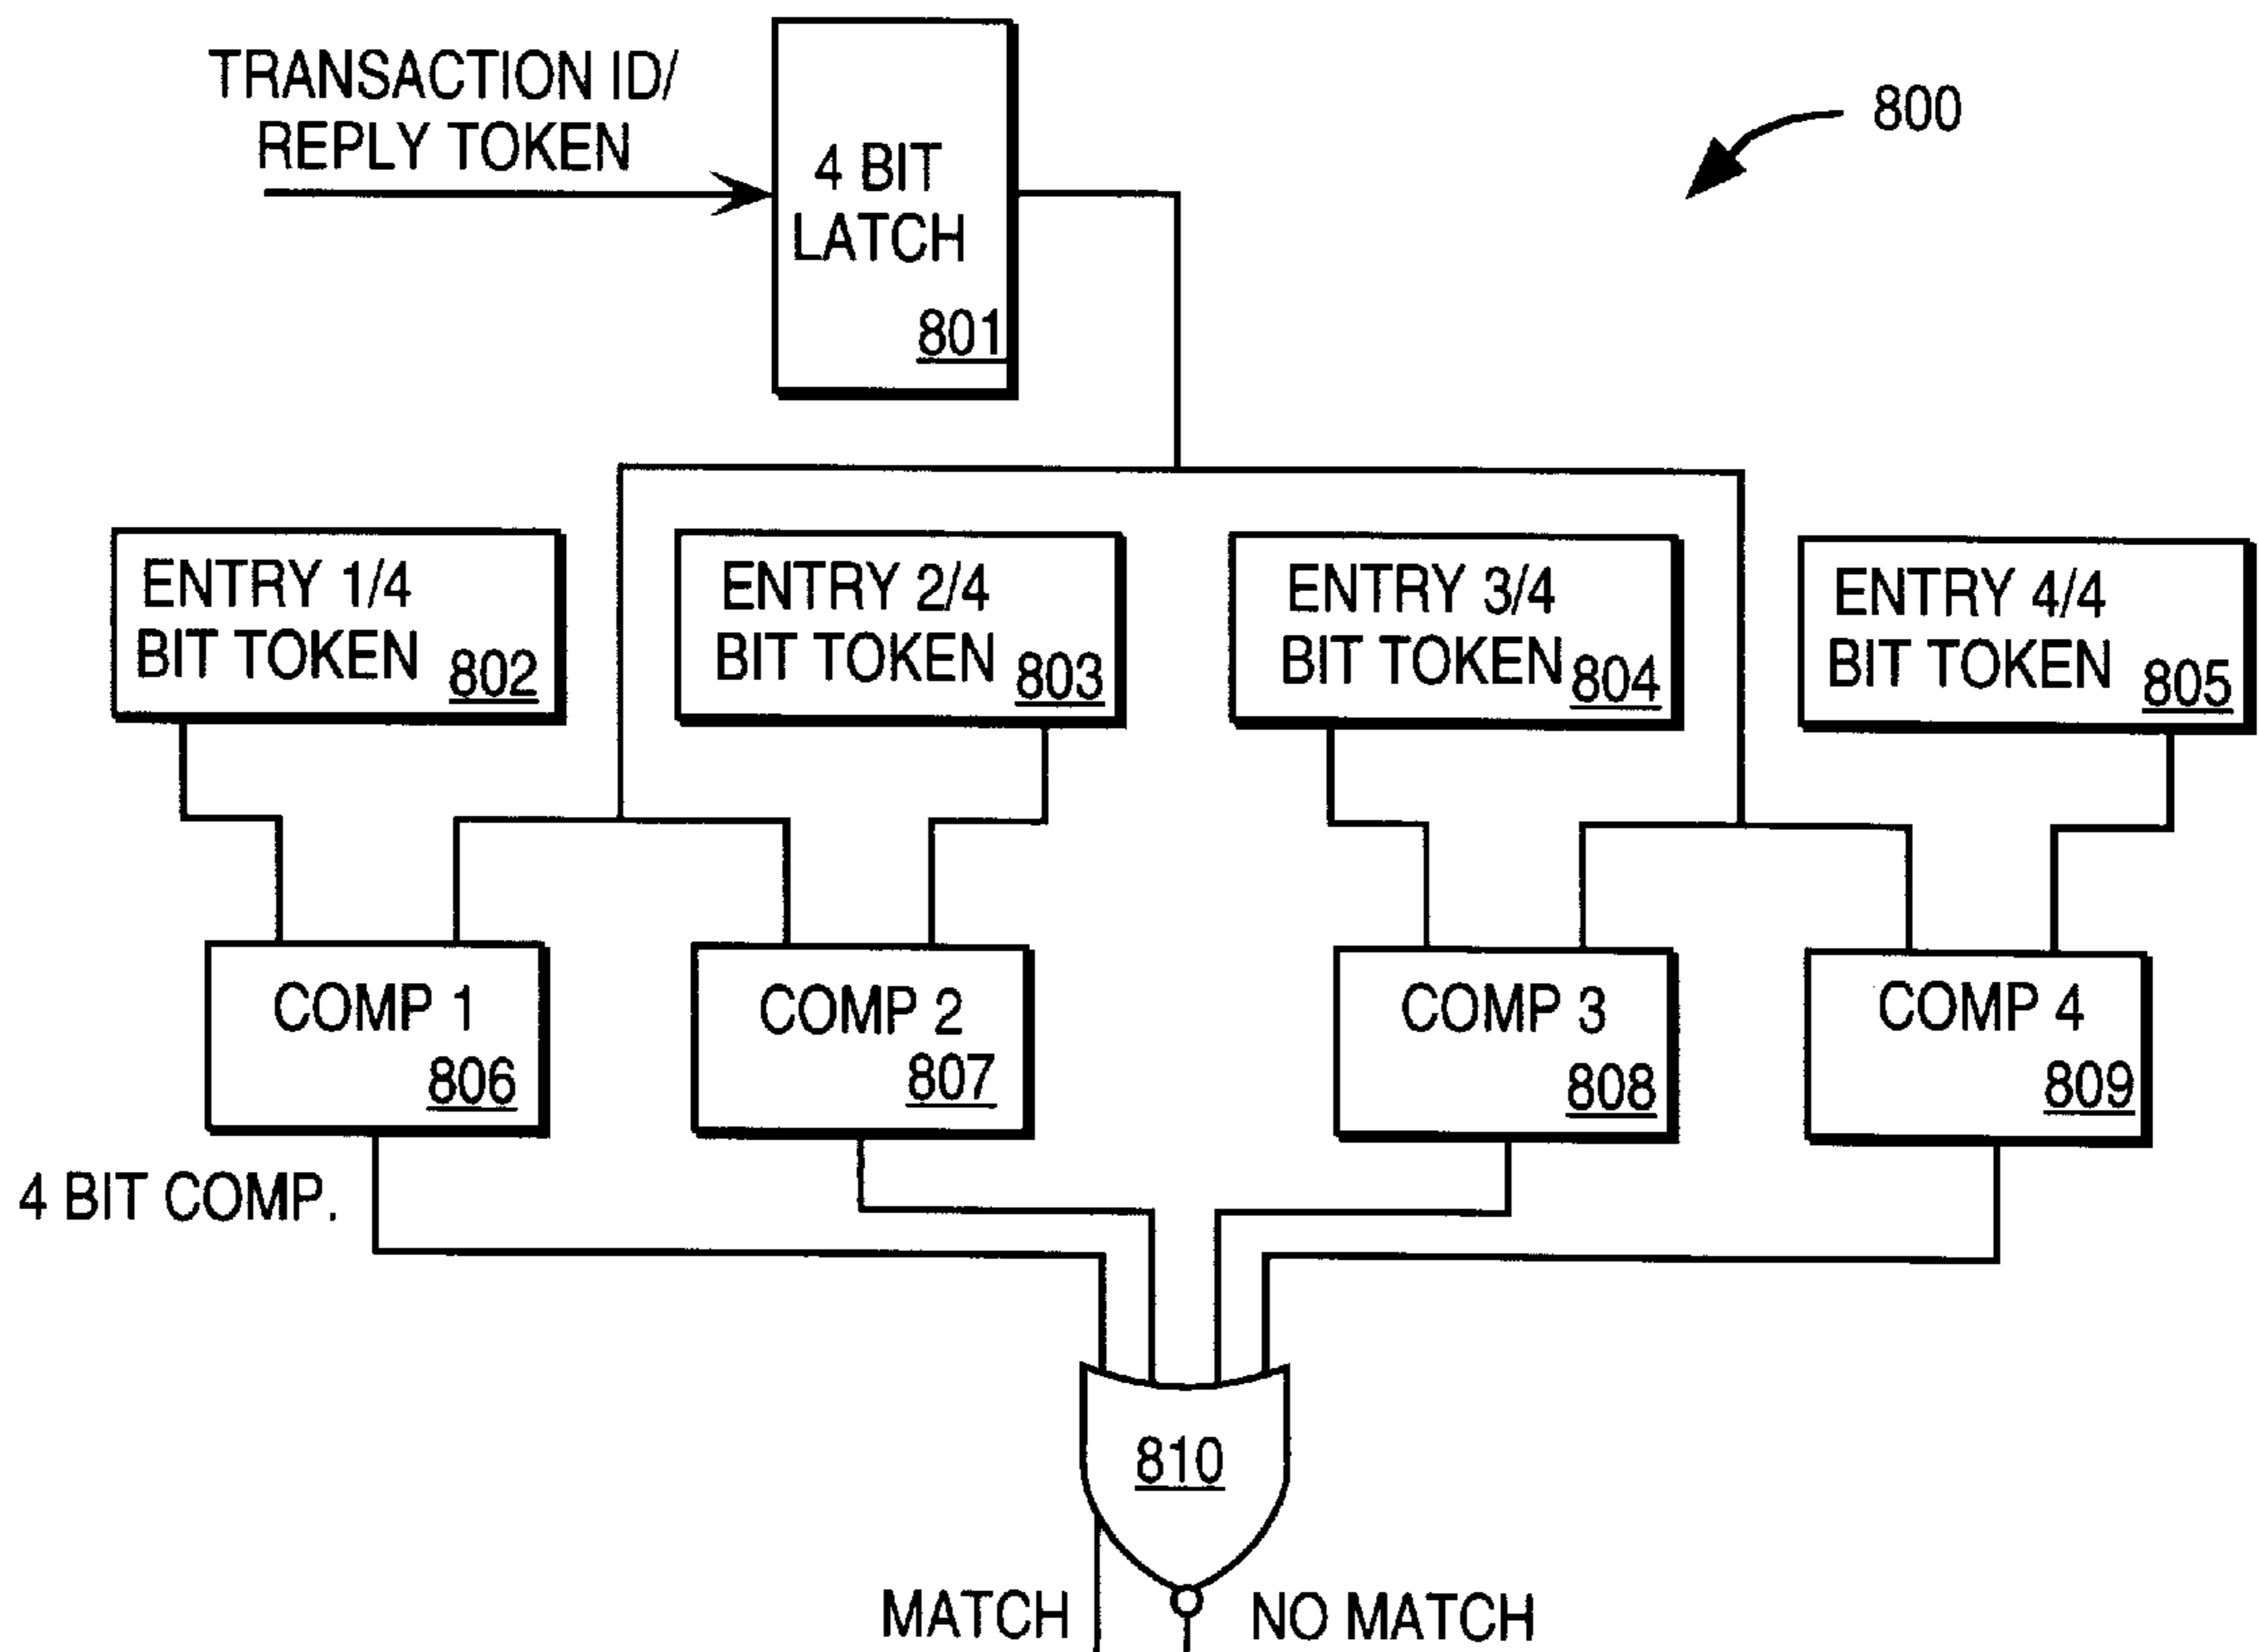 TRANSACTION ID/
REPLY TOKEN
4 BIT
LATCH
801
800
ENTRY 1/4
BIT TOKEN
802
ENTRY 2/4
BIT TOKEN
803
ENTRY 3/4
BIT TOKEN
804
ENTRY 4/4
BIT TOKEN
805
COMP 1
806
COMP 2
807
COMP 3
808
COMP 4
809
4 BIT COMP.
810
MATCH
NO MATCH